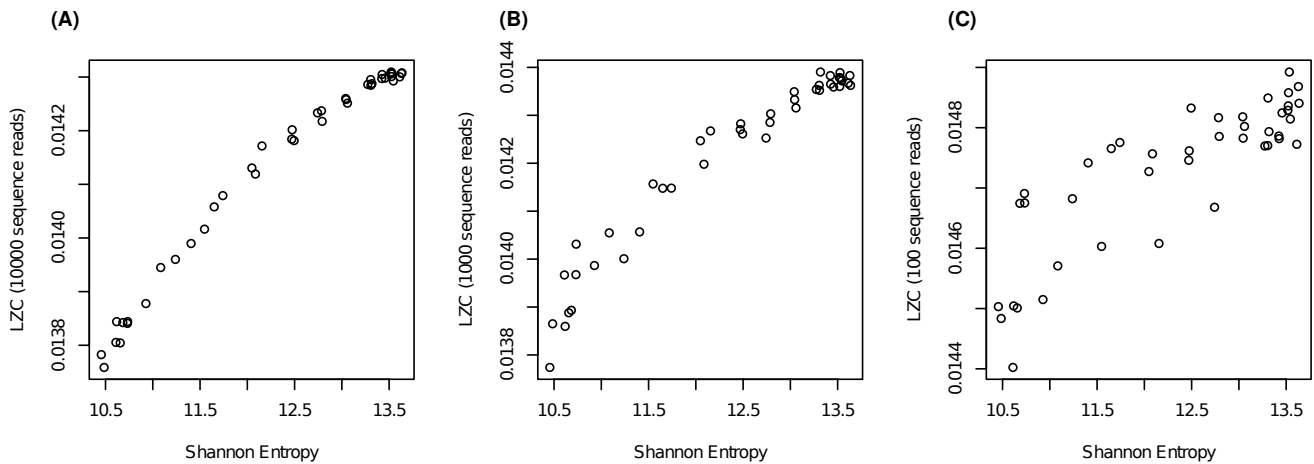 (A)
LZC (10000 sequence reads)
0.0142
0.0140
0.0138
10.5 11.5 12.5 13.5
Shannon Entropy
(B)
LZC (1000 sequence reads)
0.0144
0.0142
0.0140
0.0138
10.5 11.5 12.5 13.5
Shannon Entropy
(C)
LZC (100 sequence reads)
0.0148
0.0146
0.0144
10.5 11.5 12.5 13.5
Shannon Entropy